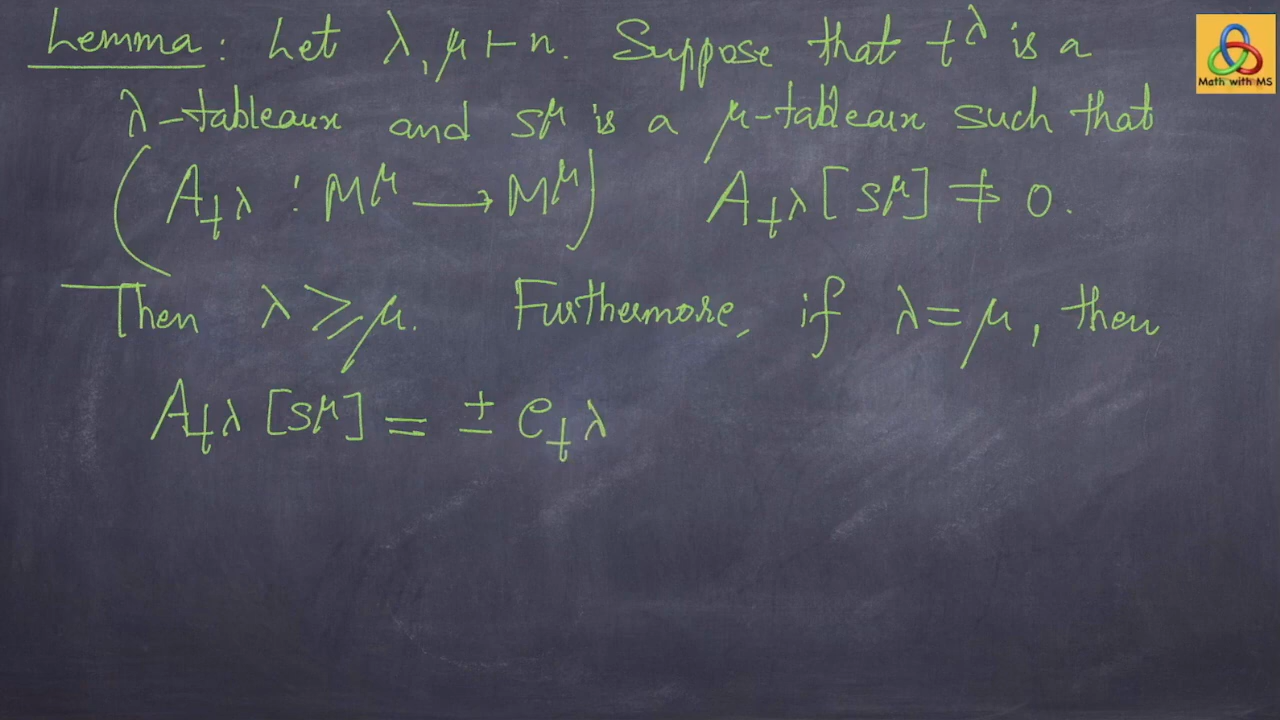 Lemma : Let λ, μ ⊢ n. Suppose that t^λ is a
Math with MS
λ-tableaux and s^μ is a μ-tableaux such that
(A_{t^λ} : M^μ ⟶ M^μ) A_{t^λ}[s^μ] ≠ 0.
Then λ ⩾ μ. Furthermore, if λ = μ, then
A_{t^λ}[s^μ] = ± e_{t^λ}